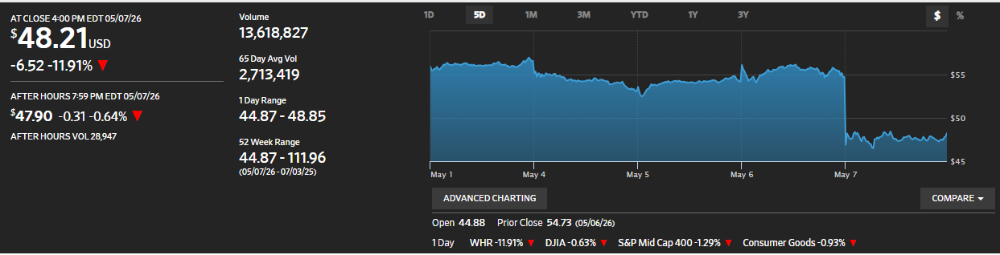 AT CLOSE 4:00 PM EDT 05/07/26
$48.21 USD
-6.52 -11.91% ▼
AFTER HOURS 7:59 PM EDT 05/07/26
$47.90 -0.31 -0.64% ▼
AFTER HOURS VOL 28,947
Volume
13,618,827
65 Day Avg Vol
2,713,419
1 Day Range
44.87 - 48.85
52 Week Range
44.87 - 111.96
(05/07/26 - 07/03/25)
1D 5D 1M 3M YTD 1Y 3Y $ %
$55
$50
$45
May 1 May 4 May 5 May 6 May 7
ADVANCED CHARTING COMPARE
Open 44.88 Prior Close 54.73 (05/06/26)
1 Day WHR -11.91% ▼ DJIA -0.63% ▼ S&P Mid Cap 400 -1.29% ▼ Consumer Goods -0.93% ▼